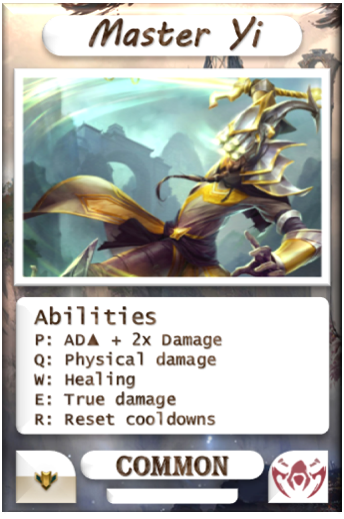 Master Yi
Abilities
P: AD▲ + 2x Damage
Q: Physical damage
W: Healing
E: True damage
R: Reset cooldowns
COMMON